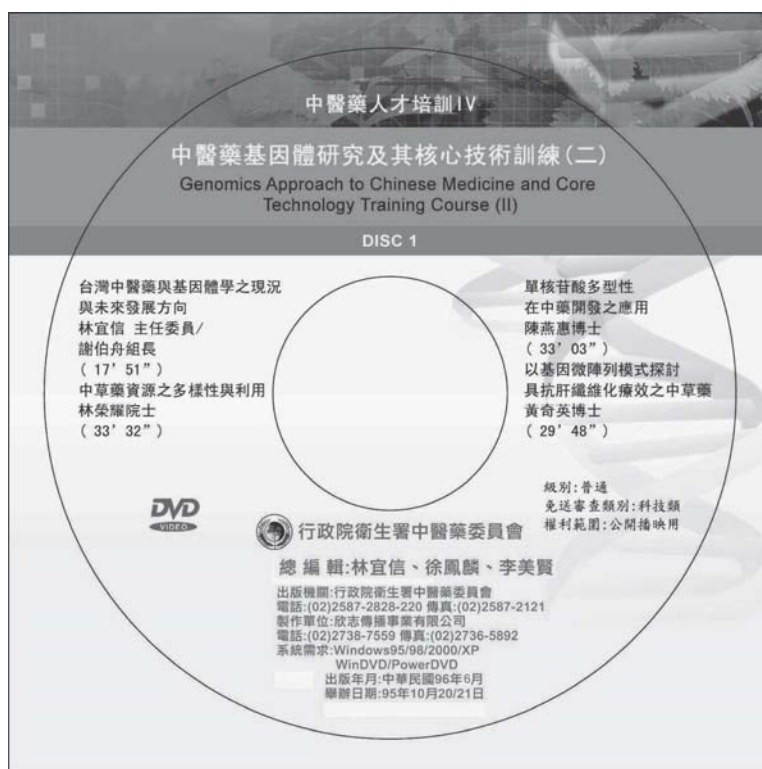 中醫藥人才培訓IV
中醫藥基因體研究及其核心技術訓練(二)
Genomics Approach to Chinese Medicine and Core
Technology Training Course (II)
DISC 1
台灣中醫藥與基因體學之現況
與未來發展方向
林宜信 主任委員/
謝伯舟組長
( 17’51” )
中草藥資源之多樣性與利用
林榮耀院士
( 33’32” )
單核苷酸多型性
在中藥開發之應用
陳燕惠博士
( 33’03” )
以基因微陣列模式探討
具抗肝纖維化療效之中草藥
黃奇英博士
( 29’48” )
級別:普通
免送審查類別:科技類
權利範圍:公開播映用
DVD
VIDEO
行政院衛生署中醫藥委員會
總 編 輯:林宜信、徐鳳麟、李美賢
出版機關:行政院衛生署中醫藥委員會
電話:(02)2587-2828-220 傳真:(02)2587-2121
製作單位:欣志傳播事業有限公司
電話:(02)2738-7559 傳真:(02)2736-5892
系統需求:Windows95/98/2000/XP
WinDVD/PowerDVD
出版年月:中華民國96年6月
舉辦日期:95年10月20/21日